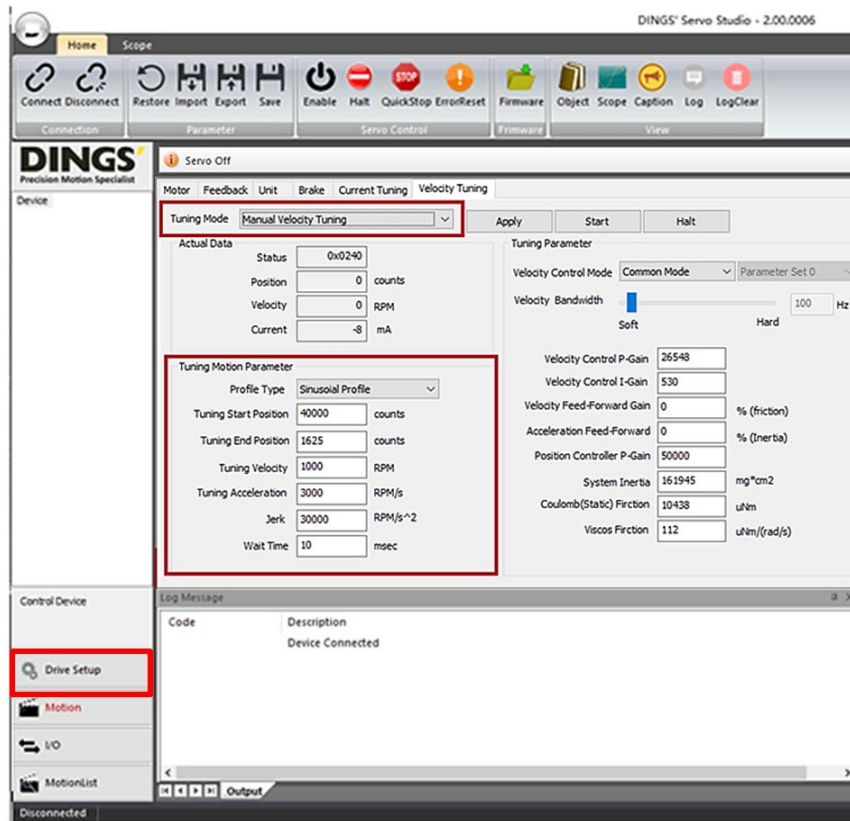 DINGS' Servo Studio - 2.00.0006
Home Scope
Connect Disconnect Restore Import Export Save Enable Halt QuickStop ErrorReset Firmware Object Scope Caption Log LogClear
STOP
Connection Parameter Servo Control Frimware View
DINGS'
Precision Motion Specialist
Device
Servo Off
Motor Feedback Unit Brake Current Tuning Velocity Tuning
Tuning Mode Manual Velocity Tuning Apply Start Halt
Actual Data
Status 0x0240
Position 0 counts
Velocity 0 RPM
Current -8 mA
Tuning Motion Parameter
Profile Type Sinusoial Profile
Tuning Start Position 40000 counts
Tuning End Position 1625 counts
Tuning Velocity 1000 RPM
Tuning Acceleration 3000 RPM/s
Jerk 30000 RPM/s^2
Wait Time 10 msec
Tuning Parameter
Velocity Control Mode Common Mode Parameter Set 0
Velocity Bandwidth 100 Hz
Soft Hard
Velocity Control P-Gain 26548
Velocity Control I-Gain 530
Velocity Feed-Forward Gain 0 % (friction)
Acceleration Feed-Forward 0 % (Inertia)
Position Controller P-Gain 50000
System Inertia 161945 mg*cm2
Coulomb(Static) Firction 10438 uNm
Viscos Firction 112 uNm/(rad/s)
Control Device
Drive Setup
Motion
I/O
MotionList
Log Message
Code Description
Device Connected
Output
Disconnected